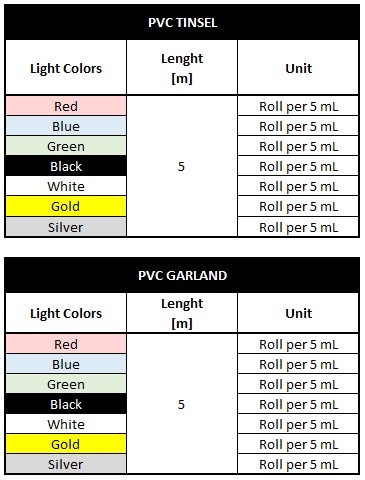 PVC TINSEL
Light Colors Lenght [m] Unit
Red 5 Roll per 5 mL
Blue Roll per 5 mL
Green Roll per 5 mL
Black Roll per 5 mL
White Roll per 5 mL
Gold Roll per 5 mL
Silver Roll per 5 mL
PVC GARLAND
Light Colors Lenght [m] Unit
Red 5 Roll per 5 mL
Blue Roll per 5 mL
Green Roll per 5 mL
Black Roll per 5 mL
White Roll per 5 mL
Gold Roll per 5 mL
Silver Roll per 5 mL